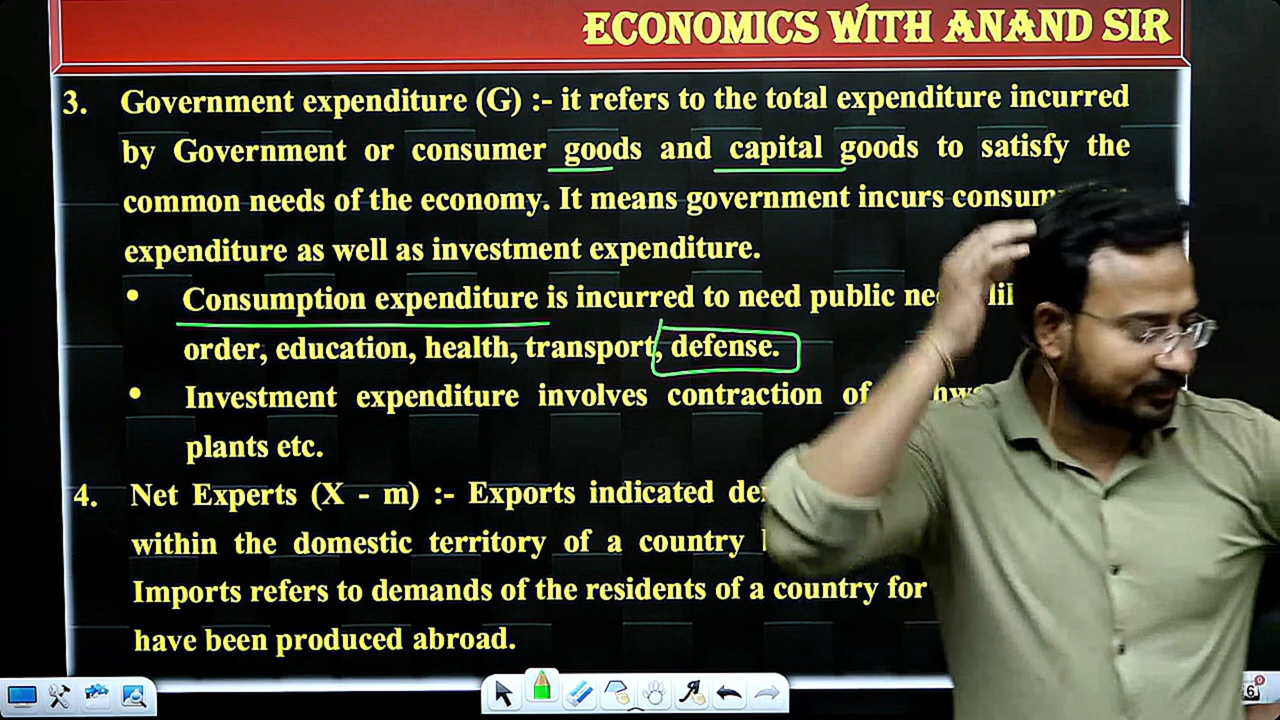 ECONOMICS WITH ANAND SIR
3. Government expenditure (G) :- it refers to the total expenditure incurred
by Government or consumer goods and capital goods to satisfy the
common needs of the economy. It means government incurs
expenditure as well as investment expenditure.
• Consumption expenditure is incurred to need public
order, education, health, transport, defense.
• Investment expenditure involves contraction of
plants etc.
4. Net Experts (X - m) :- Exports indicated
within the domestic territory of a country
Imports refers to demands of the residents of a country for
have been produced abroad.